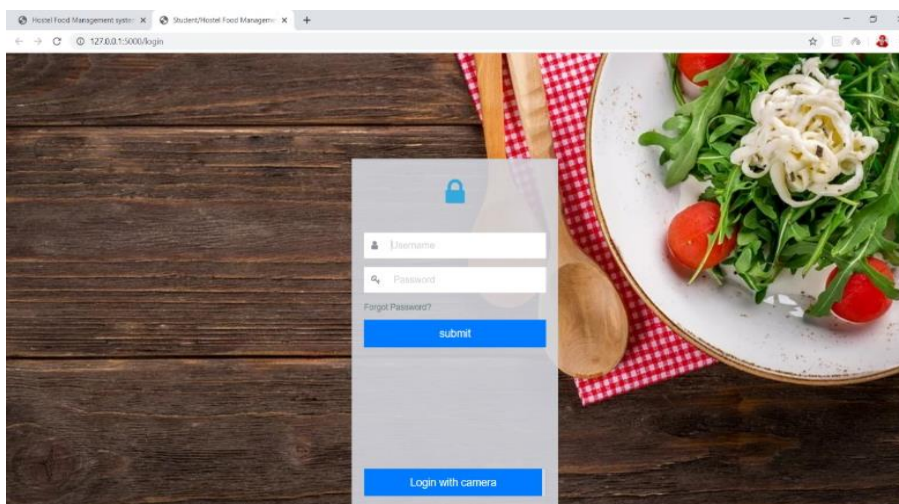 Hostel Food Management system
Student/Hostel Food Managem
127.0.0.1:5000/login
Username
Password
Forgot Password?
submit
Login with camera